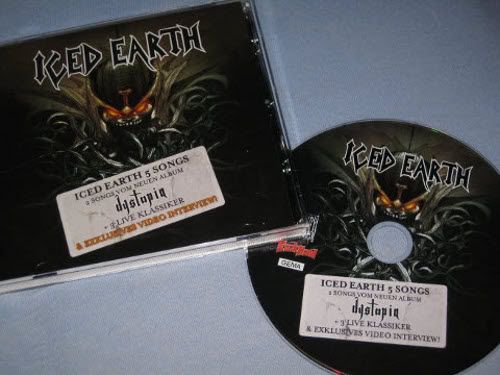 ICED EARTH
ICED EARTH 5 SONGS
2 SONGS VOM NEUEN ALBUM
dystopia
+ 3 LIVE KLASSIKER
& EXKLUSIVES VIDEO INTERVIEW!
ICED EARTH
GEMA
ICED EARTH 5 SONGS
2 SONGS VOM NEUEN ALBUM
dystopia
+ 3 LIVE KLASSIKER
& EXKLUSIVES VIDEO INTERVIEW!